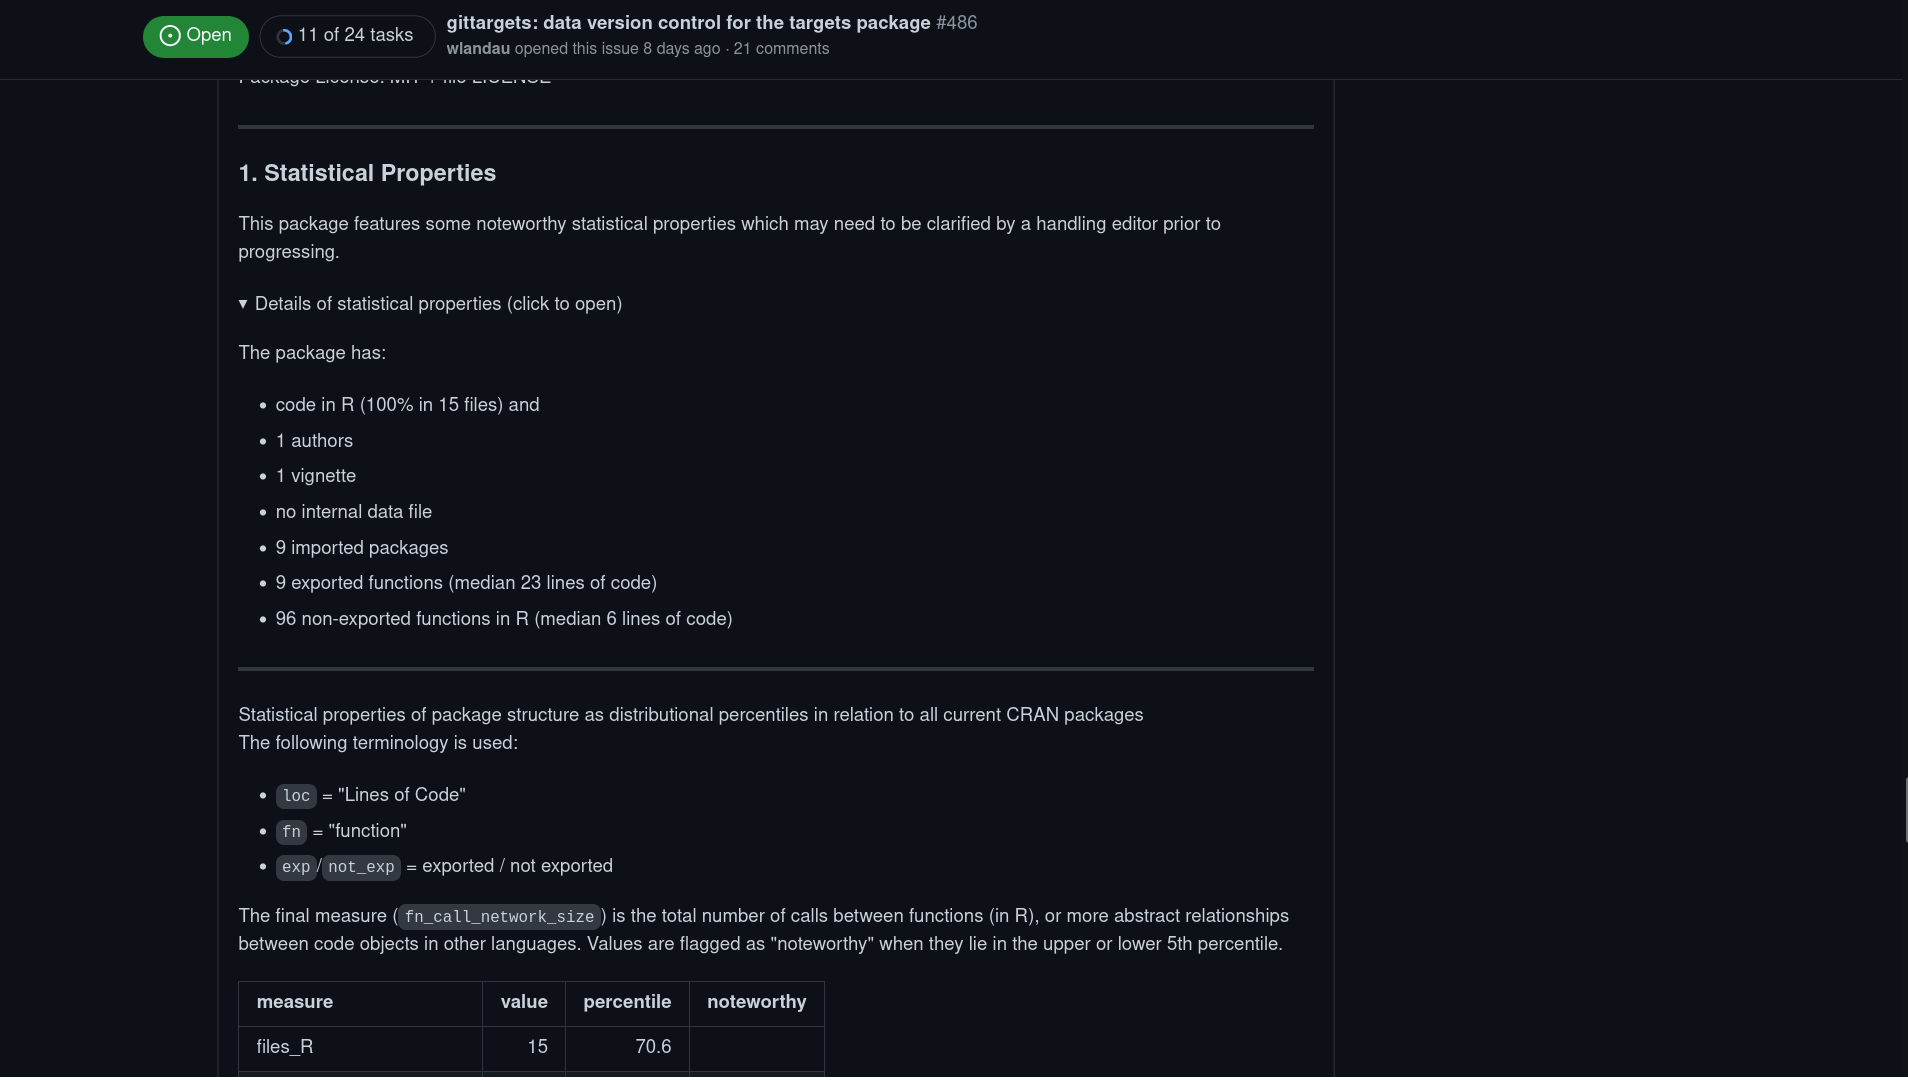 Open
11 of 24 tasks
gittargets: data version control for the targets package #486
wlandau opened this issue 8 days ago · 21 comments
Package License: MIT + file LICENSE
1. Statistical Properties
This package features some noteworthy statistical properties which may need to be clarified by a handling editor prior to
progressing.
▼ Details of statistical properties (click to open)
The package has:
• code in R (100% in 15 files) and
• 1 authors
• 1 vignette
• no internal data file
• 9 imported packages
• 9 exported functions (median 23 lines of code)
• 96 non-exported functions in R (median 6 lines of code)
Statistical properties of package structure as distributional percentiles in relation to all current CRAN packages
The following terminology is used:
• loc = "Lines of Code"
• fn = "function"
• exp/not_exp = exported / not exported
The final measure (fn_call_network_size) is the total number of calls between functions (in R), or more abstract relationships
between code objects in other languages. Values are flagged as "noteworthy" when they lie in the upper or lower 5th percentile.
measure value percentile noteworthy
files_R 15 70.6